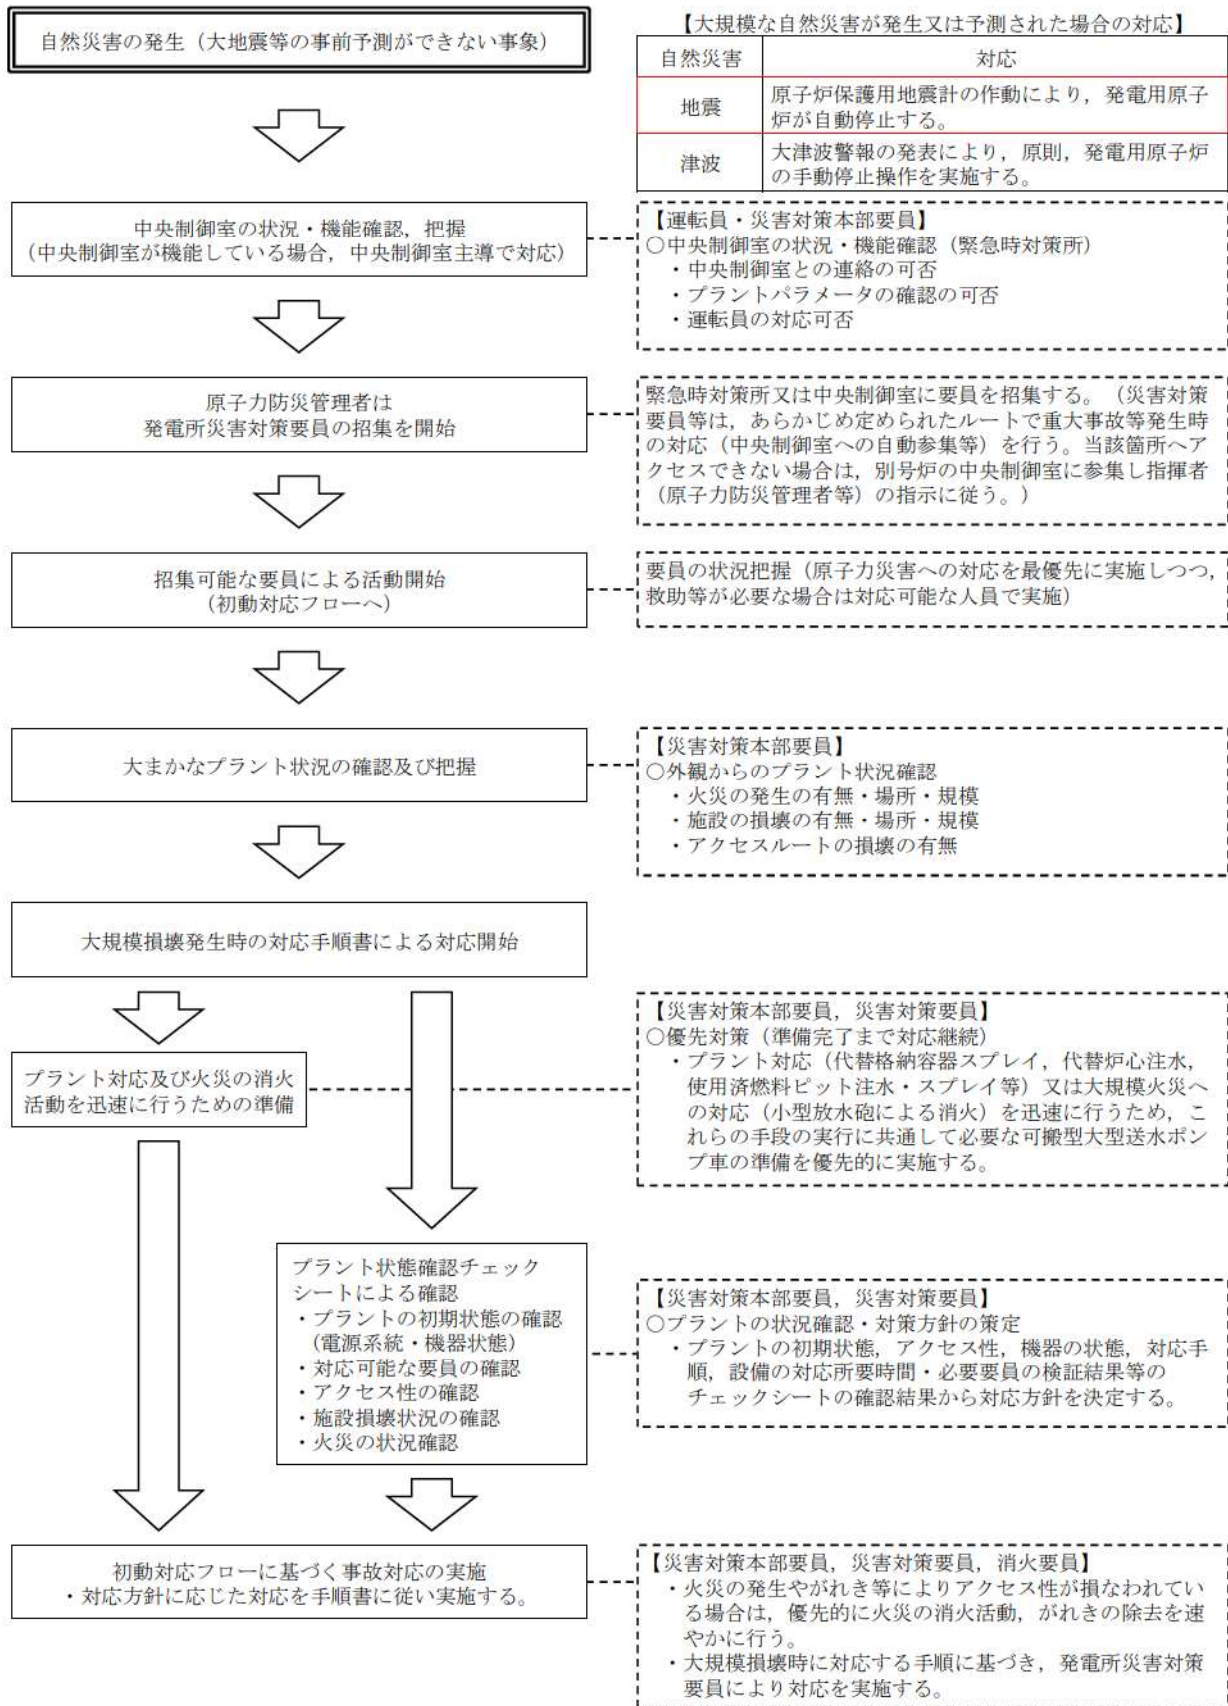 自然災害の発生（大地震等の事前予測ができない事象）
【大規模な自然災害が発生又は予測された場合の対応】
自然災害 対応
地震 原子炉保護用地震計の作動により，発電用原子
炉が自動停止する。
津波 大津波警報の発表により，原則，発電用原子炉
の手動停止操作を実施する。
中央制御室の状況・機能確認，把握
（中央制御室が機能している場合，中央制御室主導で対応）
【運転員・災害対策本部要員】
○中央制御室の状況・機能確認（緊急時対策所）
・中央制御室との連絡の可否
・プラントパラメータの確認の可否
・運転員の対応可否
原子力防災管理者は
発電所災害対策要員の招集を開始
緊急時対策所又は中央制御室に要員を招集する。（災害対策
要員等は，あらかじめ定められたルートで重大事故等発生時
の対応（中央制御室への自動参集等）を行う。当該箇所へア
クセスできない場合は，別号炉の中央制御室に参集し指揮者
（原子力防災管理者等）の指示に従う。）
招集可能な要員による活動開始
（初動対応フローへ）
要員の状況把握（原子力災害への対応を最優先に実施しつつ，
救助等が必要な場合は対応可能な人員で実施）
大まかなプラント状況の確認及び把握
【災害対策本部要員】
○外観からのプラント状況確認
・火災の発生の有無・場所・規模
・施設の損壊の有無・場所・規模
・アクセスルートの損壊の有無
大規模損壊発生時の対応手順書による対応開始
プラント対応及び火災の消火
活動を迅速に行うための準備
【災害対策本部要員，災害対策要員】
○優先対策（準備完了まで対応継続）
・プラント対応（代替格納容器スプレイ，代替炉心注水，
使用済燃料ピット注水・スプレイ等）又は大規模火災へ
の対応（小型放水砲による消火）を迅速に行うため，こ
れらの手段の実行に共通して必要な可搬型大型送水ポン
プ車の準備を優先的に実施する。
プラント状態確認チェック
シートによる確認
・プラントの初期状態の確認
（電源系統・機器状態）
・対応可能な要員の確認
・アクセス性の確認
・施設損壊状況の確認
・火災の状況確認
【災害対策本部要員，災害対策要員】
○プラントの状況確認・対策方針の策定
・プラントの初期状態，アクセス性，機器の状態，対応手
順，設備の対応所要時間・必要要員の検証結果等の
チェックシートの確認結果から対応方針を決定する。
初動対応フローに基づく事故対応の実施
・対応方針に応じた対応を手順書に従い実施する。
【災害対策本部要員，災害対策要員，消火要員】
・火災の発生やがれき等によりアクセス性が損なわれてい
る場合は，優先的に火災の消火活動，がれきの除去を速
やかに行う。
・大規模損壊時に対応する手順に基づき，発電所災害対策
要員により対応を実施する。